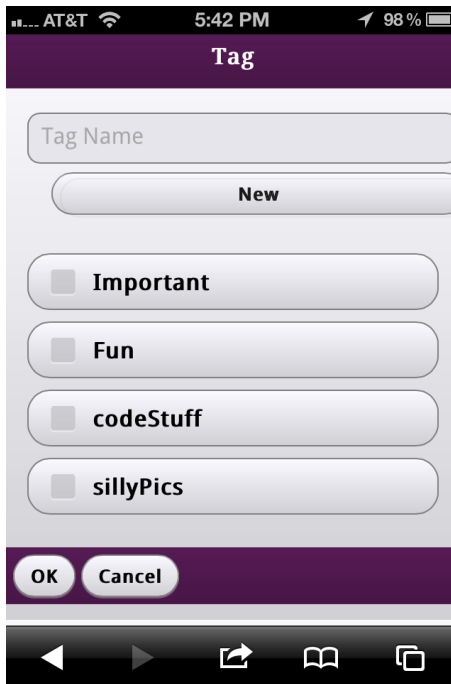 AT&T 5:42 PM 98 %
Tag
Tag Name
New
Important
Fun
codeStuff
sillyPics
OK Cancel